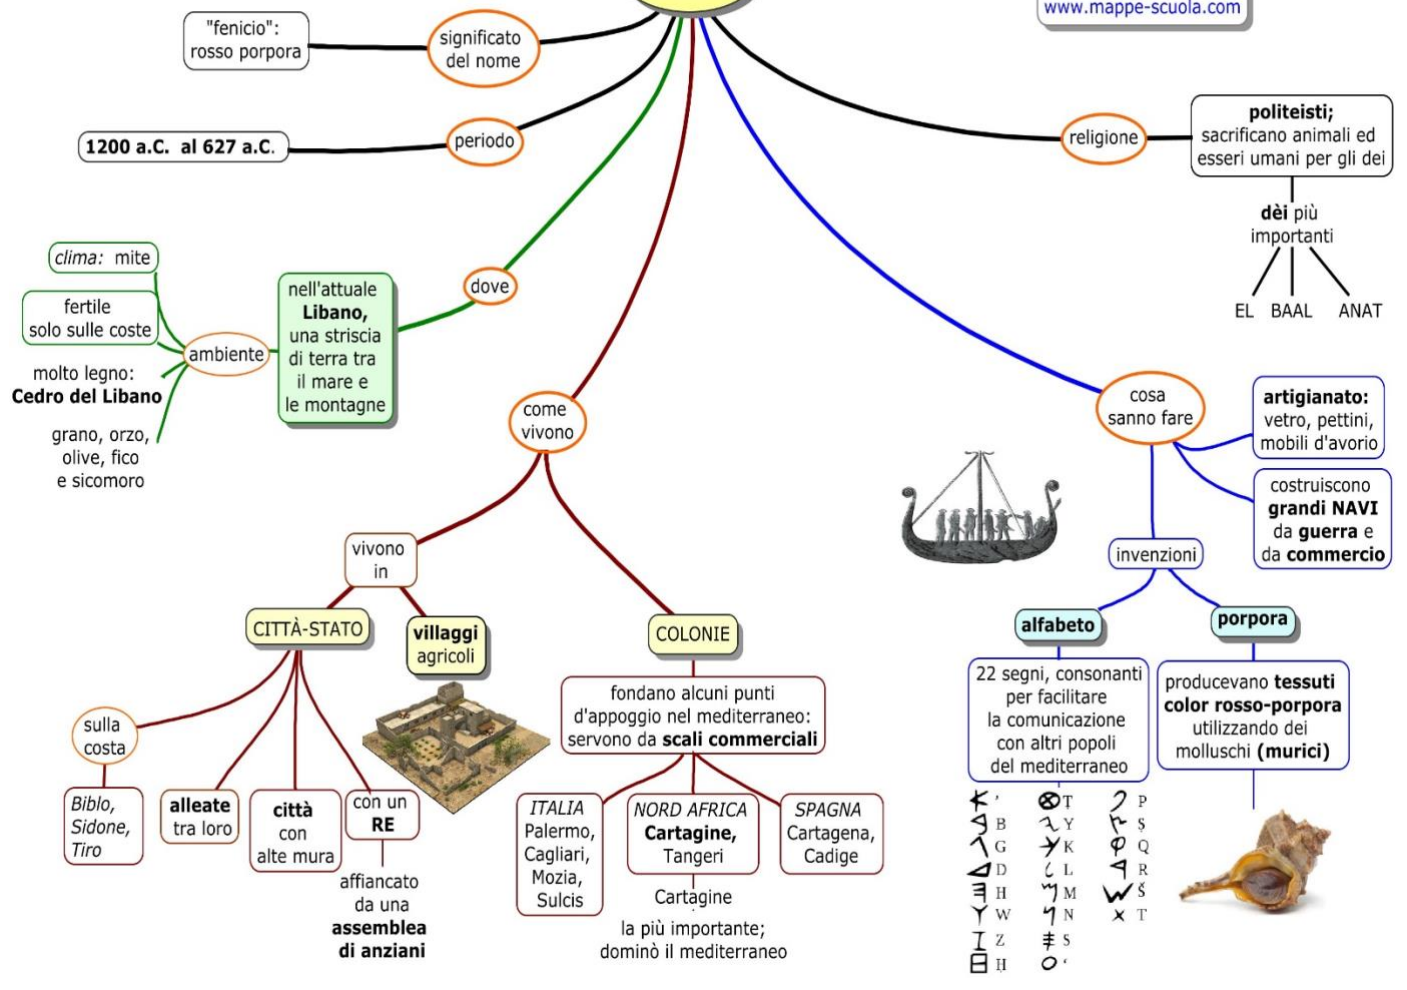 www.mappe-scuola.com
"fenicio":
rosso porpora
significato
del nome
1200 a.C. al 627 a.C.
periodo
religione
politeisti;
sacrificano animali ed
esseri umani per gli dei
dèi più
importanti
EL BAAL ANAT
clima: mite
fertile
solo sulle coste
molto legno:
Cedro del Libano
grano, orzo,
olive, fico
e sicomoro
ambiente
nell'attuale
Libano,
una striscia
di terra tra
il mare e
le montagne
dove
come
vivono
vivono
in
CITTÀ-STATO
villaggi
agricoli
sulla
costa
Biblo,
Sidone,
Tiro
alleate
tra loro
città
con
alte mura
con un
RE
affiancato
da una
assemblea
di anziani
COLONIE
fondano alcuni punti
d'appoggio nel mediterraneo:
servono da scali commerciali
ITALIA
Palermo,
Cagliari,
Mozia,
Sulcis
NORD AFRICA
Cartagine,
Tangeri
Cartagine
la più importante;
dominò il mediterraneo
SPAGNA
Cartagena,
Cadige
cosa
sanno fare
artigianato:
vetro, pettini,
mobili d'avorio
costruiscono
grandi NAVI
da guerra e
da commercio
invenzioni
alfabeto
22 segni, consonanti
per facilitare
la comunicazione
con altri popoli
del mediterraneo
’ Ṭ P
B Y Ṣ
G K Q
D L R
H M Š
W N T
Z S
Ḥ ‘
porpora
producevano tessuti
color rosso-porpora
utilizzando dei
molluschi (murici)